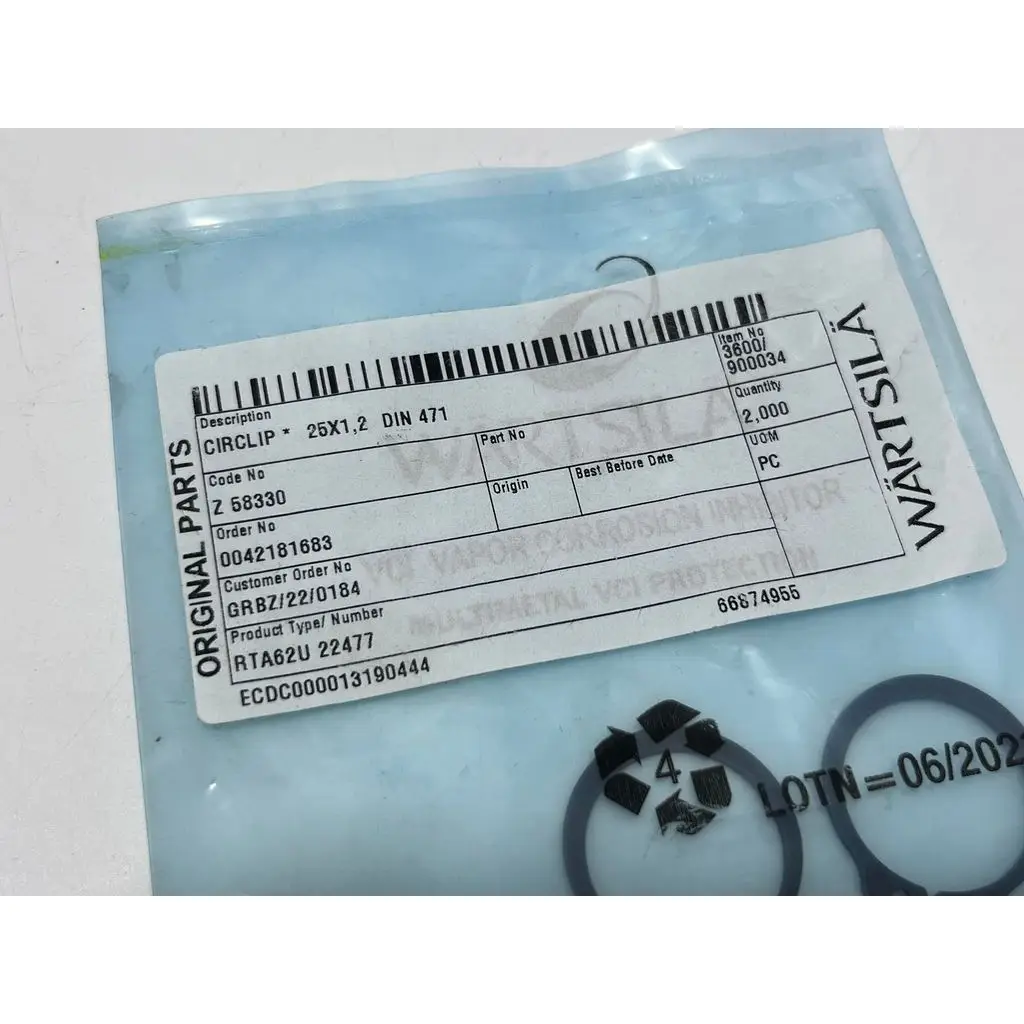 ORIGINAL PARTS
Description
CIRCLIP * 25X1,2 DIN 471
Item No
3600/
900034
Code No
Z 58330
Part No
Quantity
2,000
Order No
0042181683
Origin
Best Before Date
UOM
PC
Customer Order No
GRBZ/22/0184
Product Type/ Number
RTA62U 22477
ECDC000013190444
66874955
WÄRTSILÄ
WÄRTSILÄ
VCI VAPOR CORROSION INHIBITOR
MULTIMETAL VCI PROTECTION
4
LOTN=06/202